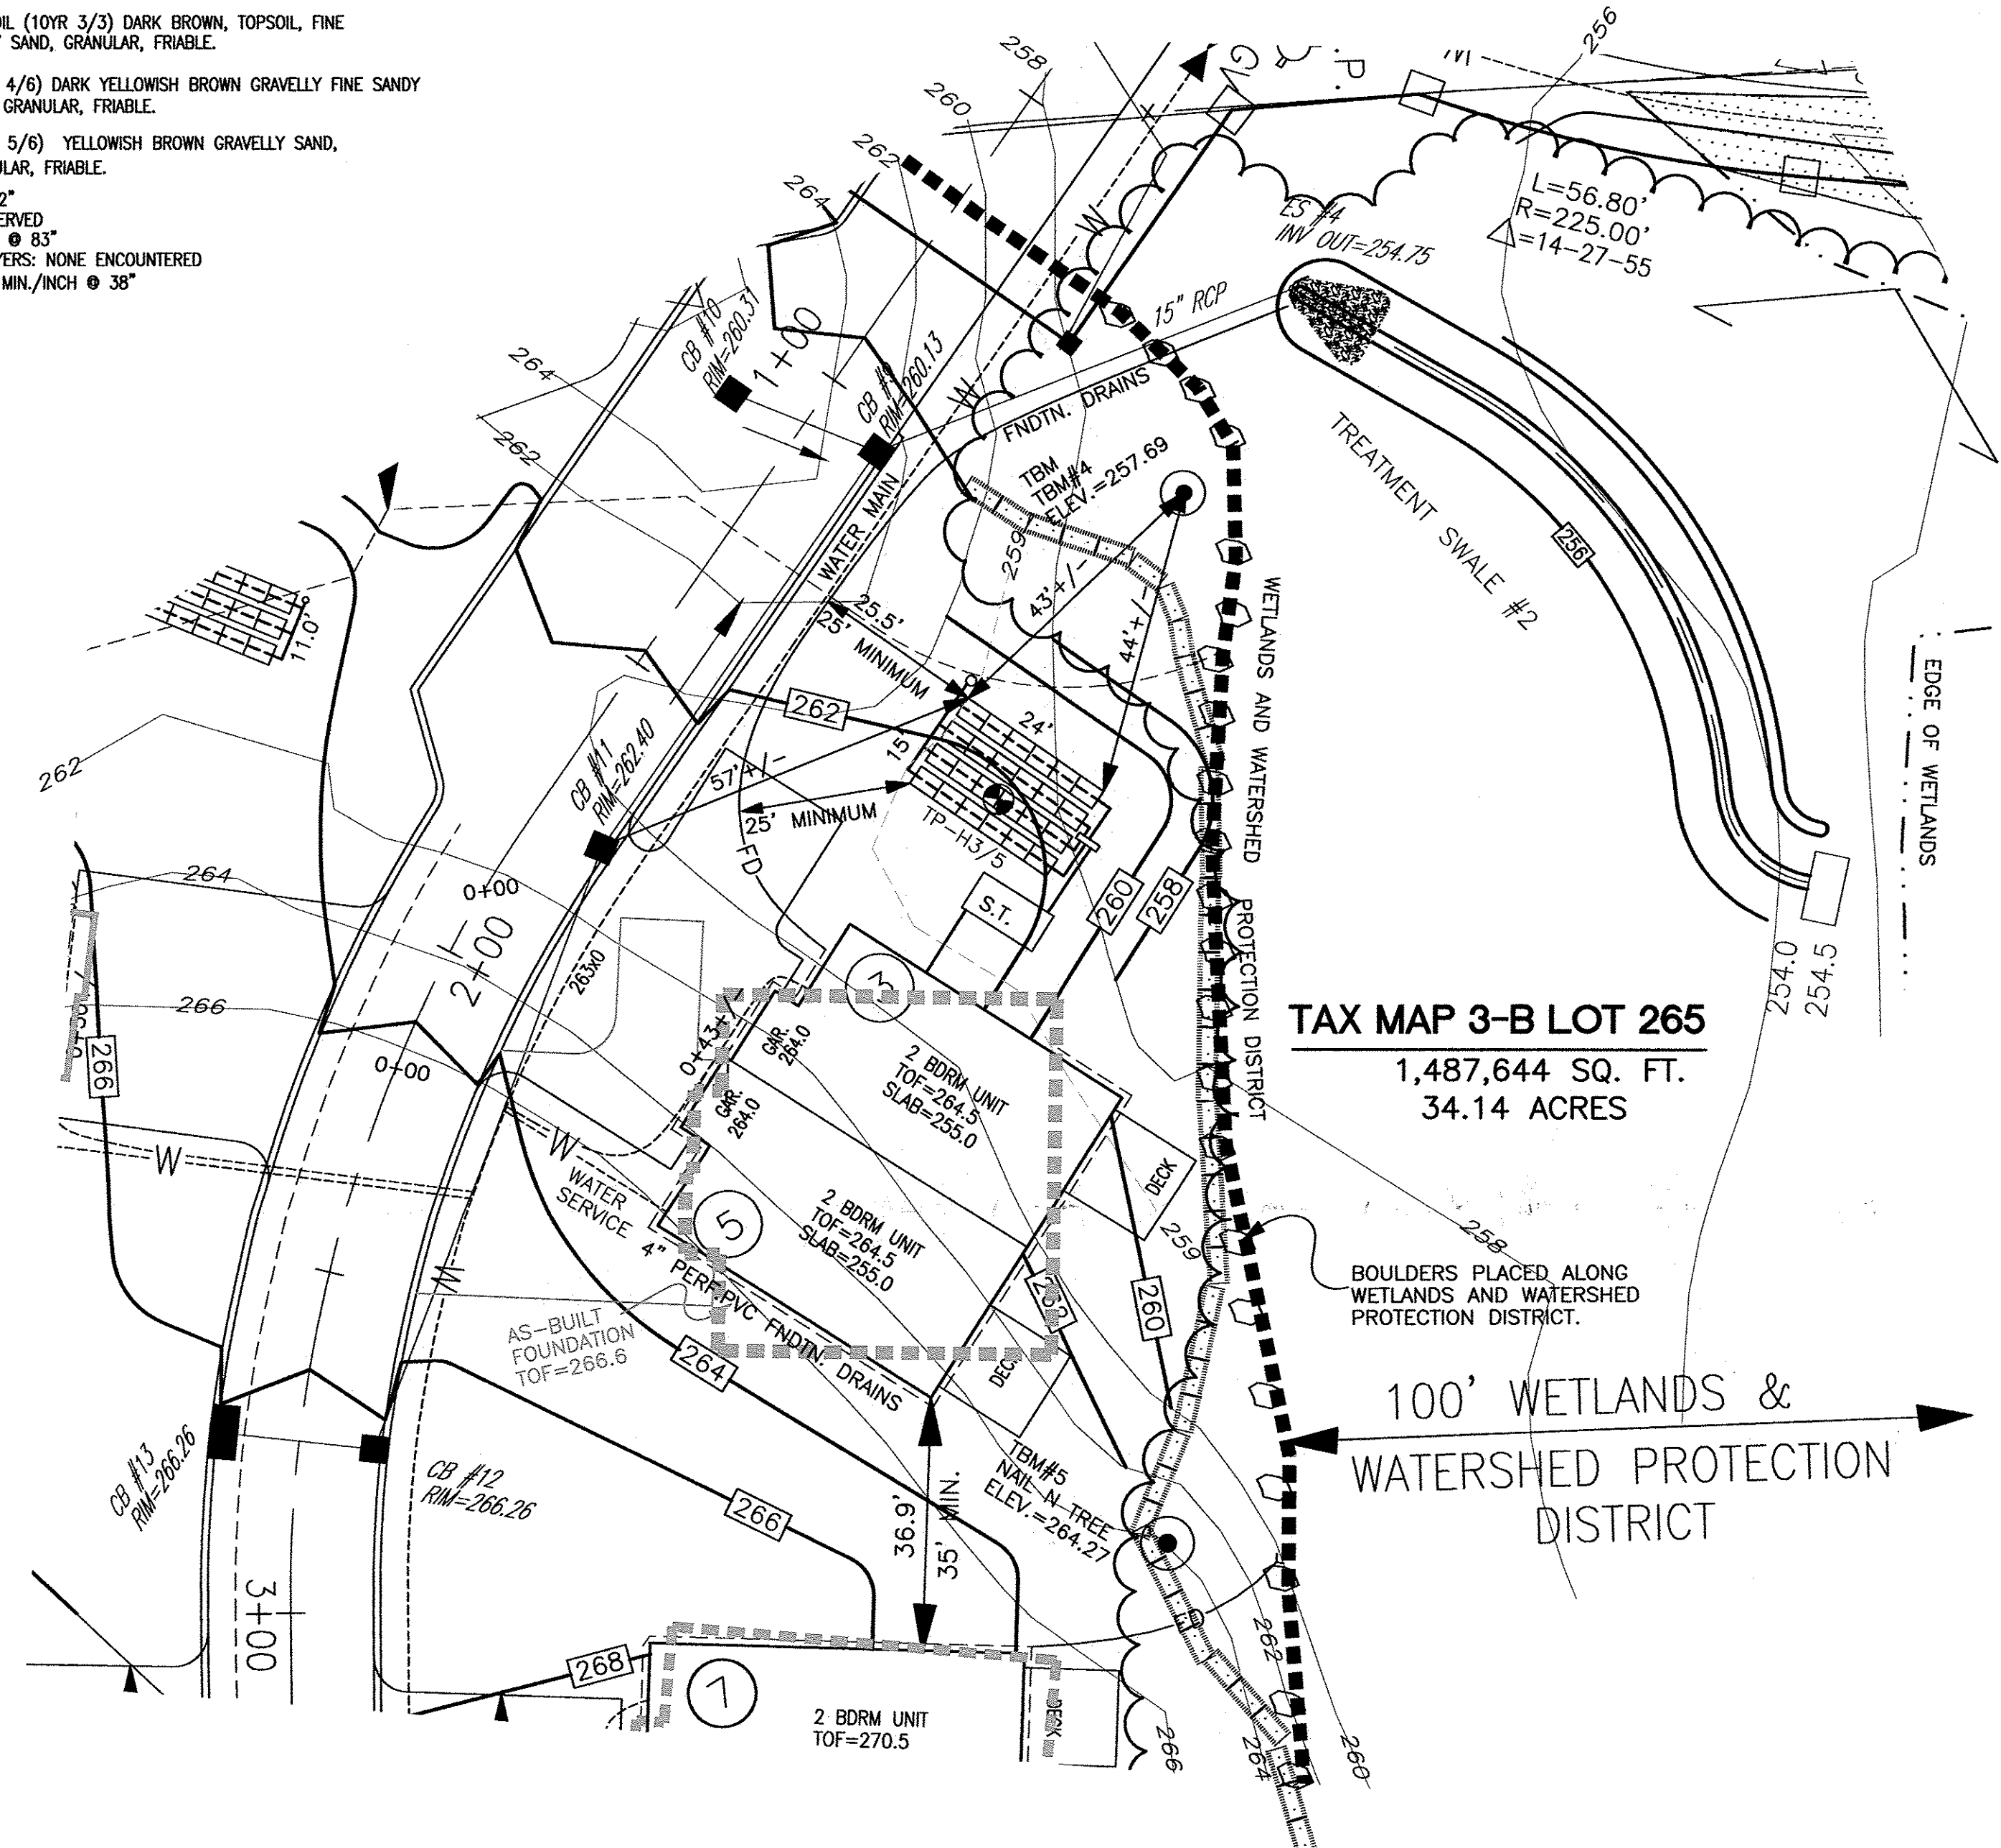 OIL (10YR 3/3) DARK BROWN, TOPSOIL, FINE
SAND, GRANULAR, FRIABLE.
4/6) DARK YELLOWISH BROWN GRAVELLY FINE SANDY
GRANULAR, FRIABLE.
5/6) YELLOWISH BROWN GRAVELLY SAND,
ULAR, FRIABLE.
2"
ERVED
@ 83"
YERS: NONE ENCOUNTERED
MIN./INCH @ 38"
258
260
262
264
256
W
P.
L=56.80'
R=225.00'
△=14-27-55
ES #4
INV OUT=254.75
15" RCP
FNDTN. DRAINS
CB #10
RIM=260.31
1+00
CB #9
RIM=260.13
W
W
264
262
WATER MAIN
TBM
TBM#4
ELEV.=257.69
259
TREATMENT SWALE #2
256
11.0'
25.5'
25' MINIMUM
43'+/-
44'+/-
WETLANDS AND WATERSHED PROTECTION DISTRICT
EDGE OF WETLANDS
262
262
24'
15'
57'+/-
25' MINIMUM
TP-H3/5
FD
S.T.
CB #11
RIM=262.40
264
0+00
2+00
263x0
266
266
0+00
260
258
254.0
254.5
3
0+43+
GAR.
264.0
GAR.
264.0
2 BDRM UNIT
TOF=264.5
SLAB=255.0
TAX MAP 3-B LOT 265
1,487,644 SQ. FT.
34.14 ACRES
W
W
WATER
SERVICE
5
2 BDRM UNIT
TOF=264.5
SLAB=255.0
DECK
259
258
W
4" PERF.PVC FNDTN. DRAINS
262
260
BOULDERS PLACED ALONG
WETLANDS AND WATERSHED
PROTECTION DISTRICT.
AS-BUILT
FOUNDATION
TOF=266.6
264
DECK
100' WETLANDS &
WATERSHED PROTECTION
DISTRICT
CB #13
RIM=266.26
CB #12
RIM=266.26
266
36.9'
35' MIN.
TBM#5
NAIL N TREE
ELEV.=264.27
3+00
268
7
2 BDRM UNIT
TOF=270.5
DECK
266
264
262
260